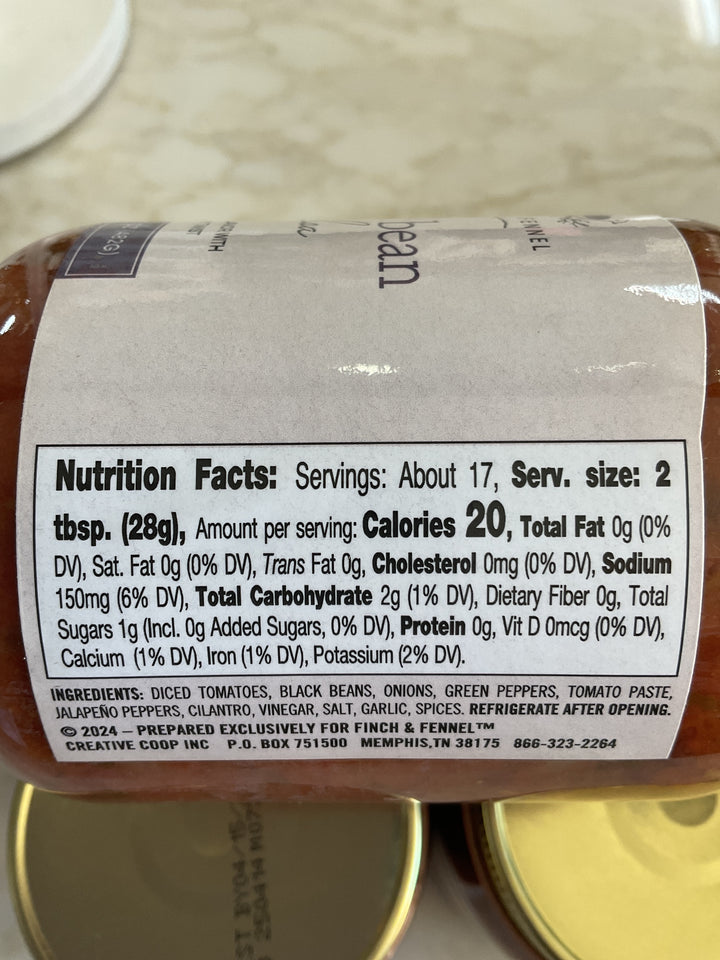 FENNEL
bean
Nutrition Facts: Servings: About 17, Serv. size: 2
tbsp. (28g), Amount per serving: Calories 20, Total Fat 0g (0%
DV), Sat. Fat 0g (0% DV), Trans Fat 0g, Cholesterol 0mg (0% DV), Sodium
150mg (6% DV), Total Carbohydrate 2g (1% DV), Dietary Fiber 0g, Total
Sugars 1g (Incl. 0g Added Sugars, 0% DV), Protein 0g, Vit D 0mcg (0% DV),
Calcium (1% DV), Iron (1% DV), Potassium (2% DV).
INGREDIENTS: DICED TOMATOES, BLACK BEANS, ONIONS, GREEN PEPPERS, TOMATO PASTE,
JALAPEÑO PEPPERS, CILANTRO, VINEGAR, SALT, GARLIC, SPICES. REFRIGERATE AFTER OPENING.
© 2024 – PREPARED EXCLUSIVELY FOR FINCH & FENNEL™
CREATIVE COOP INC P.O. BOX 751500 MEMPHIS,TN 38175 866-323-2264